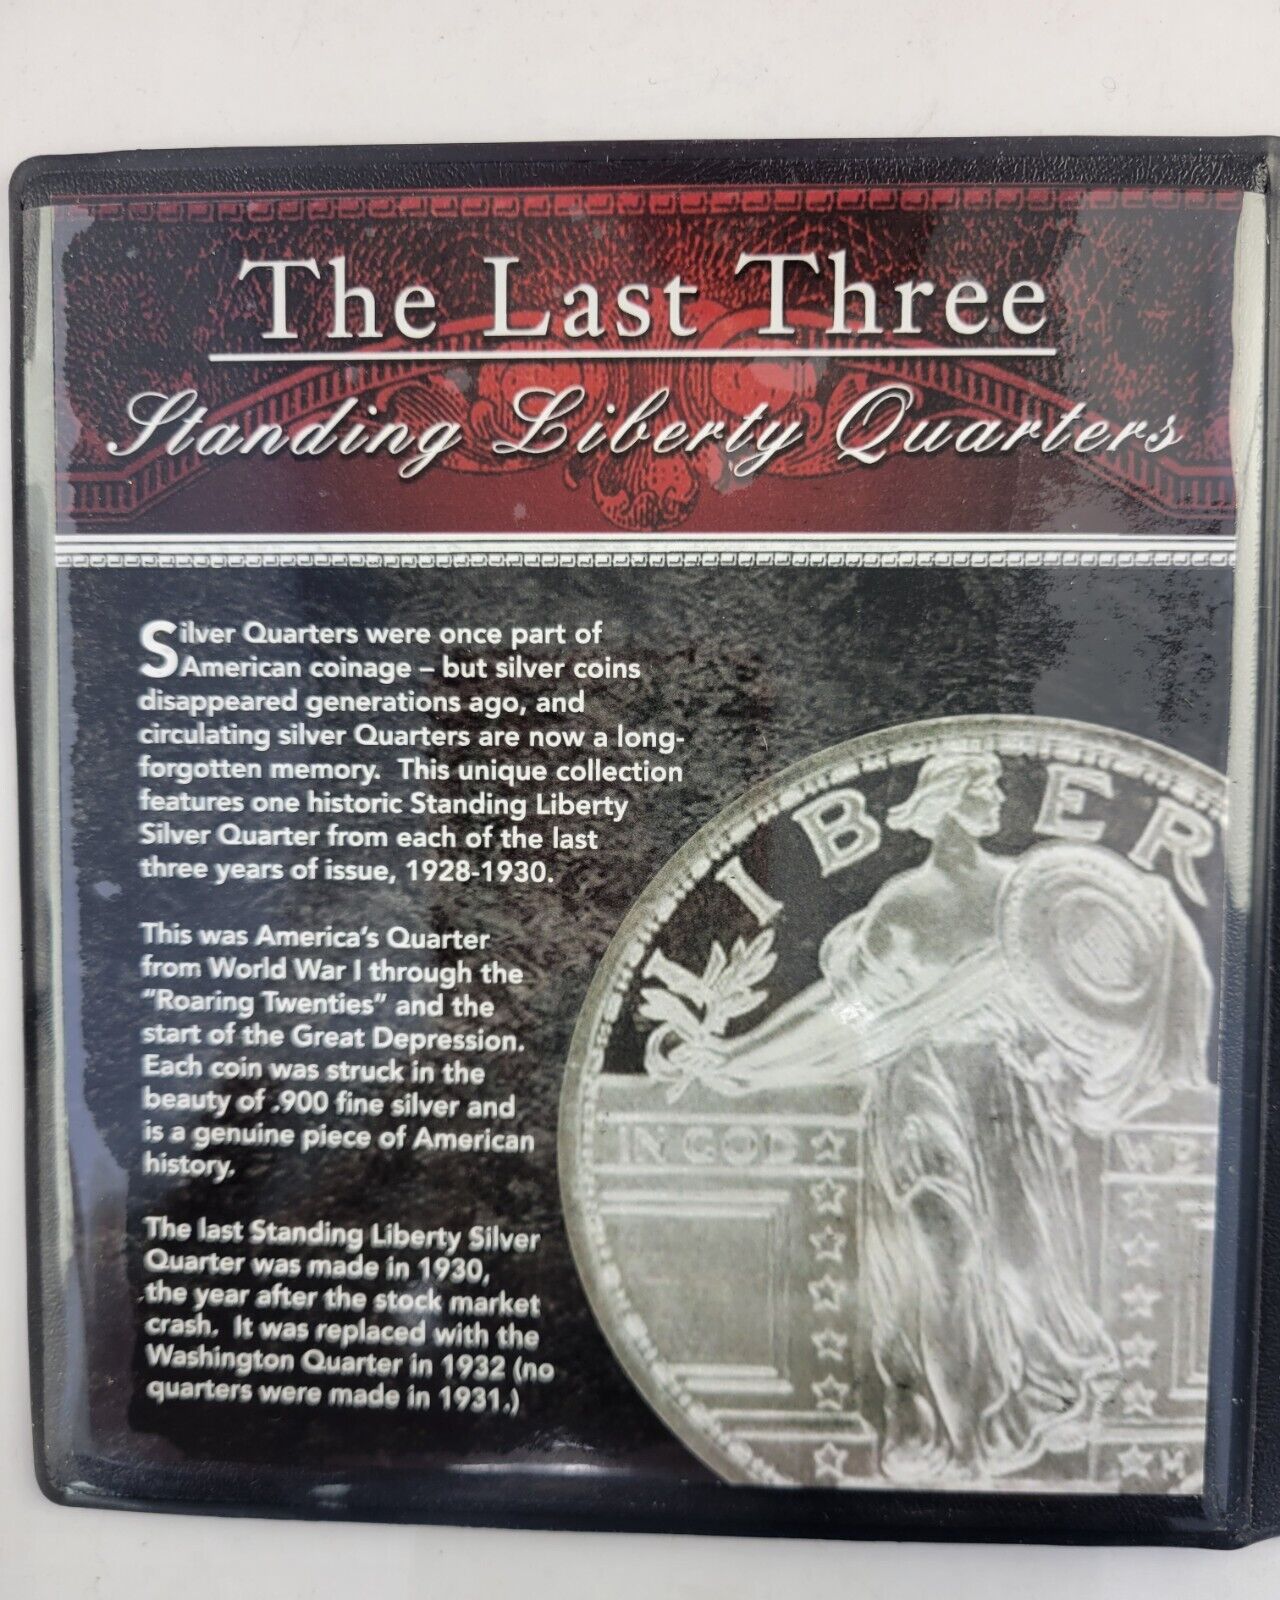 The Last Three
Standing Liberty Quarters
Silver Quarters were once part of
American coinage – but silver coins
disappeared generations ago, and
circulating silver Quarters are now a long-
forgotten memory. This unique collection
features one historic Standing Liberty
Silver Quarter from each of the last
three years of issue, 1928-1930.
This was America's Quarter
from World War I through the
"Roaring Twenties" and the
start of the Great Depression.
Each coin was struck in the
beauty of .900 fine silver and
is a genuine piece of American
history.
The last Standing Liberty Silver
Quarter was made in 1930,
the year after the stock market
crash. It was replaced with the
Washington Quarter in 1932 (no
quarters were made in 1931.)
LIBER
IN GOD WE
M